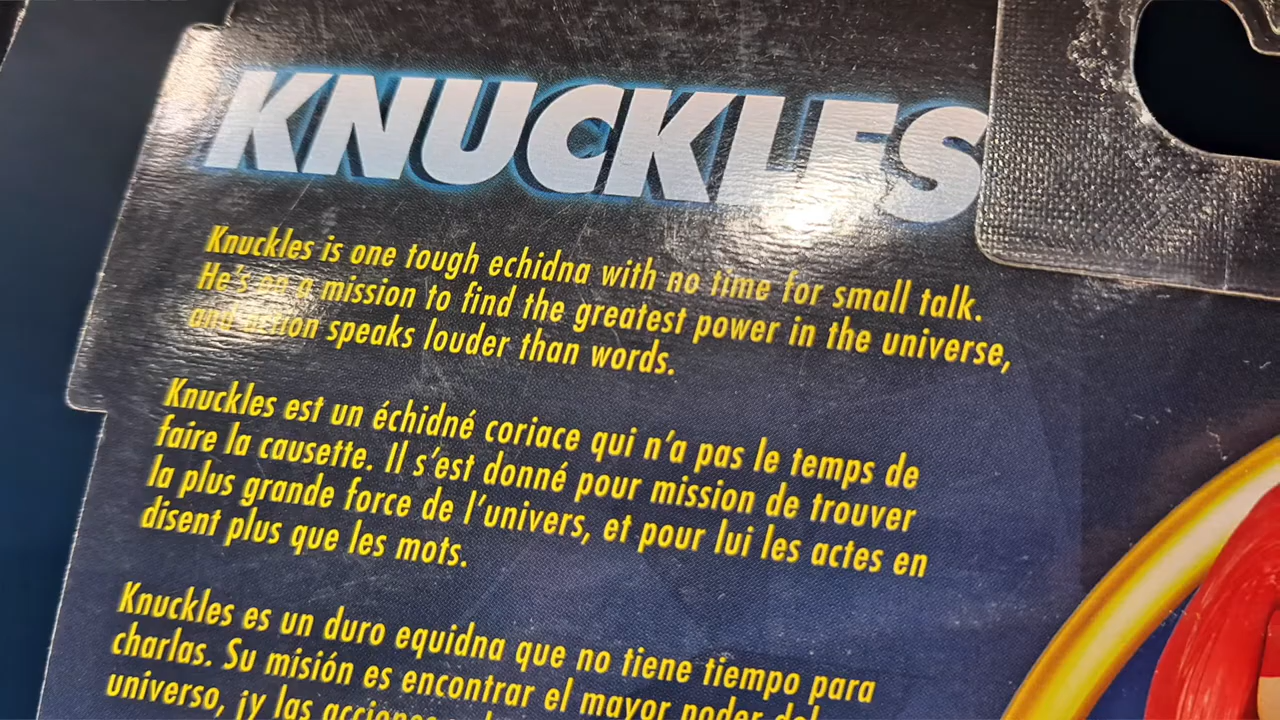 KNUCKLES
Knuckles is one tough echidna with no time for small talk.
He's on a mission to find the greatest power in the universe,
and action speaks louder than words.
Knuckles est un échidné coriace qui n'a pas le temps de
faire la causette. Il s'est donné pour mission de trouver
la plus grande force de l'univers, et pour lui les actes en
disent plus que les mots.
Knuckles es un duro equidna que no tiene tiempo para
charlas. Su misión es encontrar el mayor poder del
universo, ¡y las acciones